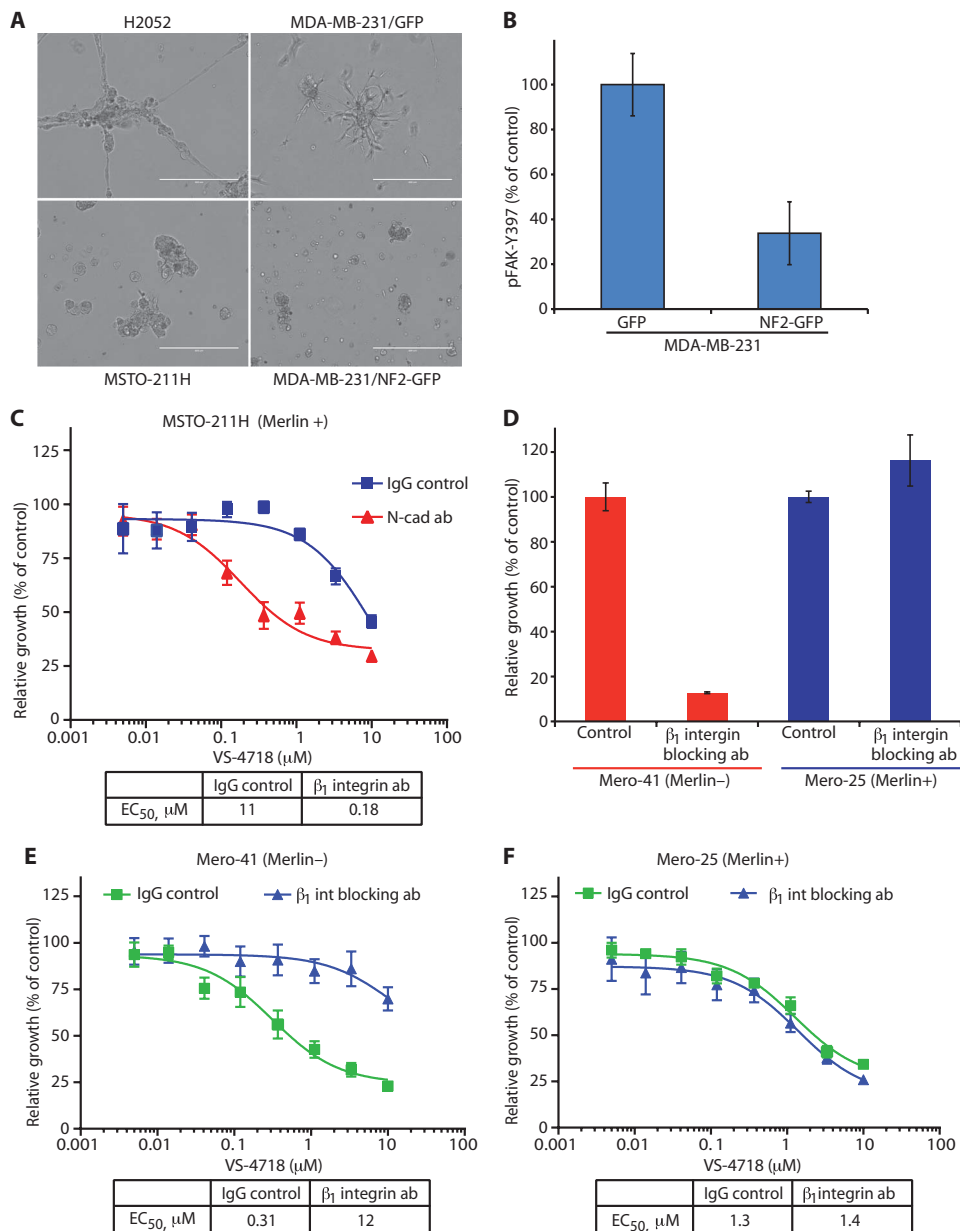 A
H2052
MDA-MB-231/GFP
MSTO-211H
MDA-MB-231/NF2-GFP
B
pFAK-Y397 (% of control)
100
80
60
40
20
0
GFP
NF2-GFP
MDA-MB-231
C
MSTO-211H (Merlin +)
Relative growth (% of control)
125
100
75
50
25
0
IgG control
N-cad ab
0.001
0.01
0.1
1
10
100
VS-4718 (μM)
IgG control
β1 integrin ab
EC50, μM
11
0.18
D
Relative growth (% of control)
120
100
80
60
40
20
0
Control
β1 intergin
blocking ab
Control
β1 intergin
blocking ab
Mero-41 (Merlin–)
Mero-25 (Merlin+)
E
Mero-41 (Merlin–)
IgG control
β1 int blocking ab
Relative growth (% of control)
125
100
75
50
25
0
0.001
0.01
0.1
1
10
100
VS-4718 (μM)
IgG control
β1 integrin ab
EC50, μM
0.31
12
F
Mero-25 (Merlin+)
IgG control
β1 int blocking ab
Relative growth (% of control)
125
100
75
50
25
0
0.001
0.01
0.1
1
10
100
VS-4718 (μM)
IgG control
β1 integrin ab
EC50, μM
1.3
1.4